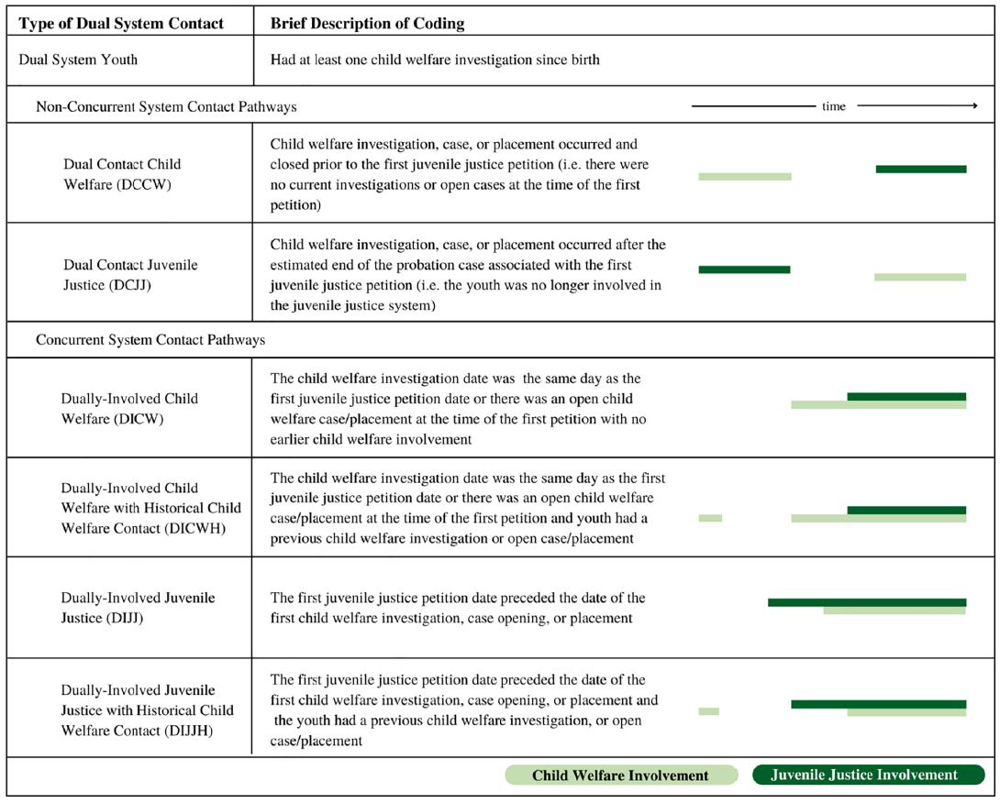 Type of Dual System Contact
Brief Description of Coding
Dual System Youth
Had at least one child welfare investigation since birth
Non-Concurrent System Contact Pathways
time
Dual Contact Child
Welfare (DCCW)
Child welfare investigation, case, or placement occurred and
closed prior to the first juvenile justice petition (i.e. there were
no current investigations or open cases at the time of the first
petition)
Dual Contact Juvenile
Justice (DCJJ)
Child welfare investigation, case, or placement occurred after the
estimated end of the probation case associated with the first
juvenile justice petition (i.e. the youth was no longer involved in
the juvenile justice system)
Concurrent System Contact Pathways
Dually-Involved Child
Welfare (DICW)
The child welfare investigation date was the same day as the
first juvenile justice petition date or there was an open child
welfare case/placement at the time of the first petition with no
earlier child welfare involvement
Dually-Involved Child
Welfare with Historical Child
Welfare Contact (DICWH)
The child welfare investigation date was the same day as the first
juvenile justice petition date or there was an open child welfare
case/placement at the time of the first petition and youth had a
previous child welfare investigation or open case/placement
Dually-Involved Juvenile
Justice (DIJJ)
The first juvenile justice petition date preceded the date of the
first child welfare investigation, case opening, or placement
Dually-Involved Juvenile
Justice with Historical Child
Welfare Contact (DIJJH)
The first juvenile justice petition date preceded the date of the
first child welfare investigation, case opening, or placement and
the youth had a previous child welfare investigation, or open
case/placement
Child Welfare Involvement
Juvenile Justice Involvement